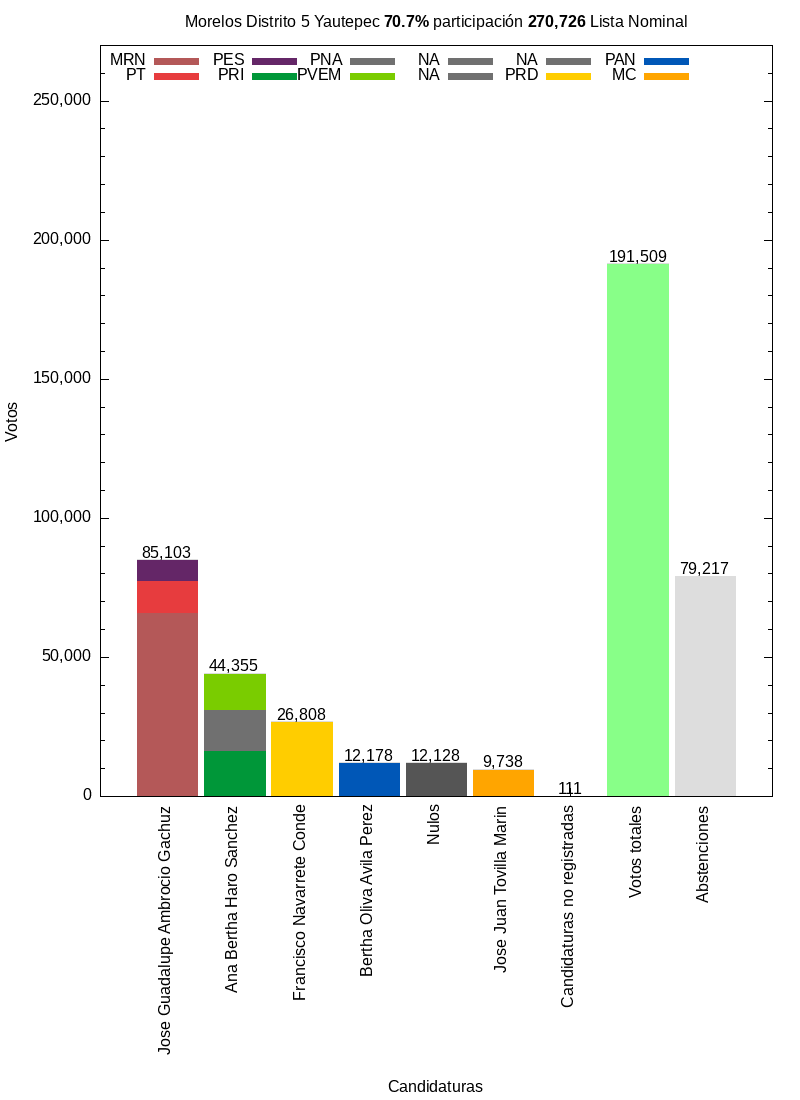 Morelos Distrito 5 Yautepec 70.7% participación 270,726 Lista Nominal
MRN PES PNA NA NA PAN
PT PRI PVEM NA PRD MC
250,000
200,000
150,000
100,000
50,000
0
Votos
85,103
44,355
26,808
12,178
12,128
9,738
111
191,509
79,217
Jose Guadalupe Ambrocio Gachuz
Ana Bertha Haro Sanchez
Francisco Navarrete Conde
Bertha Oliva Avila Perez
Nulos
Jose Juan Tovilla Marin
Candidaturas no registradas
Votos totales
Abstenciones
Candidaturas